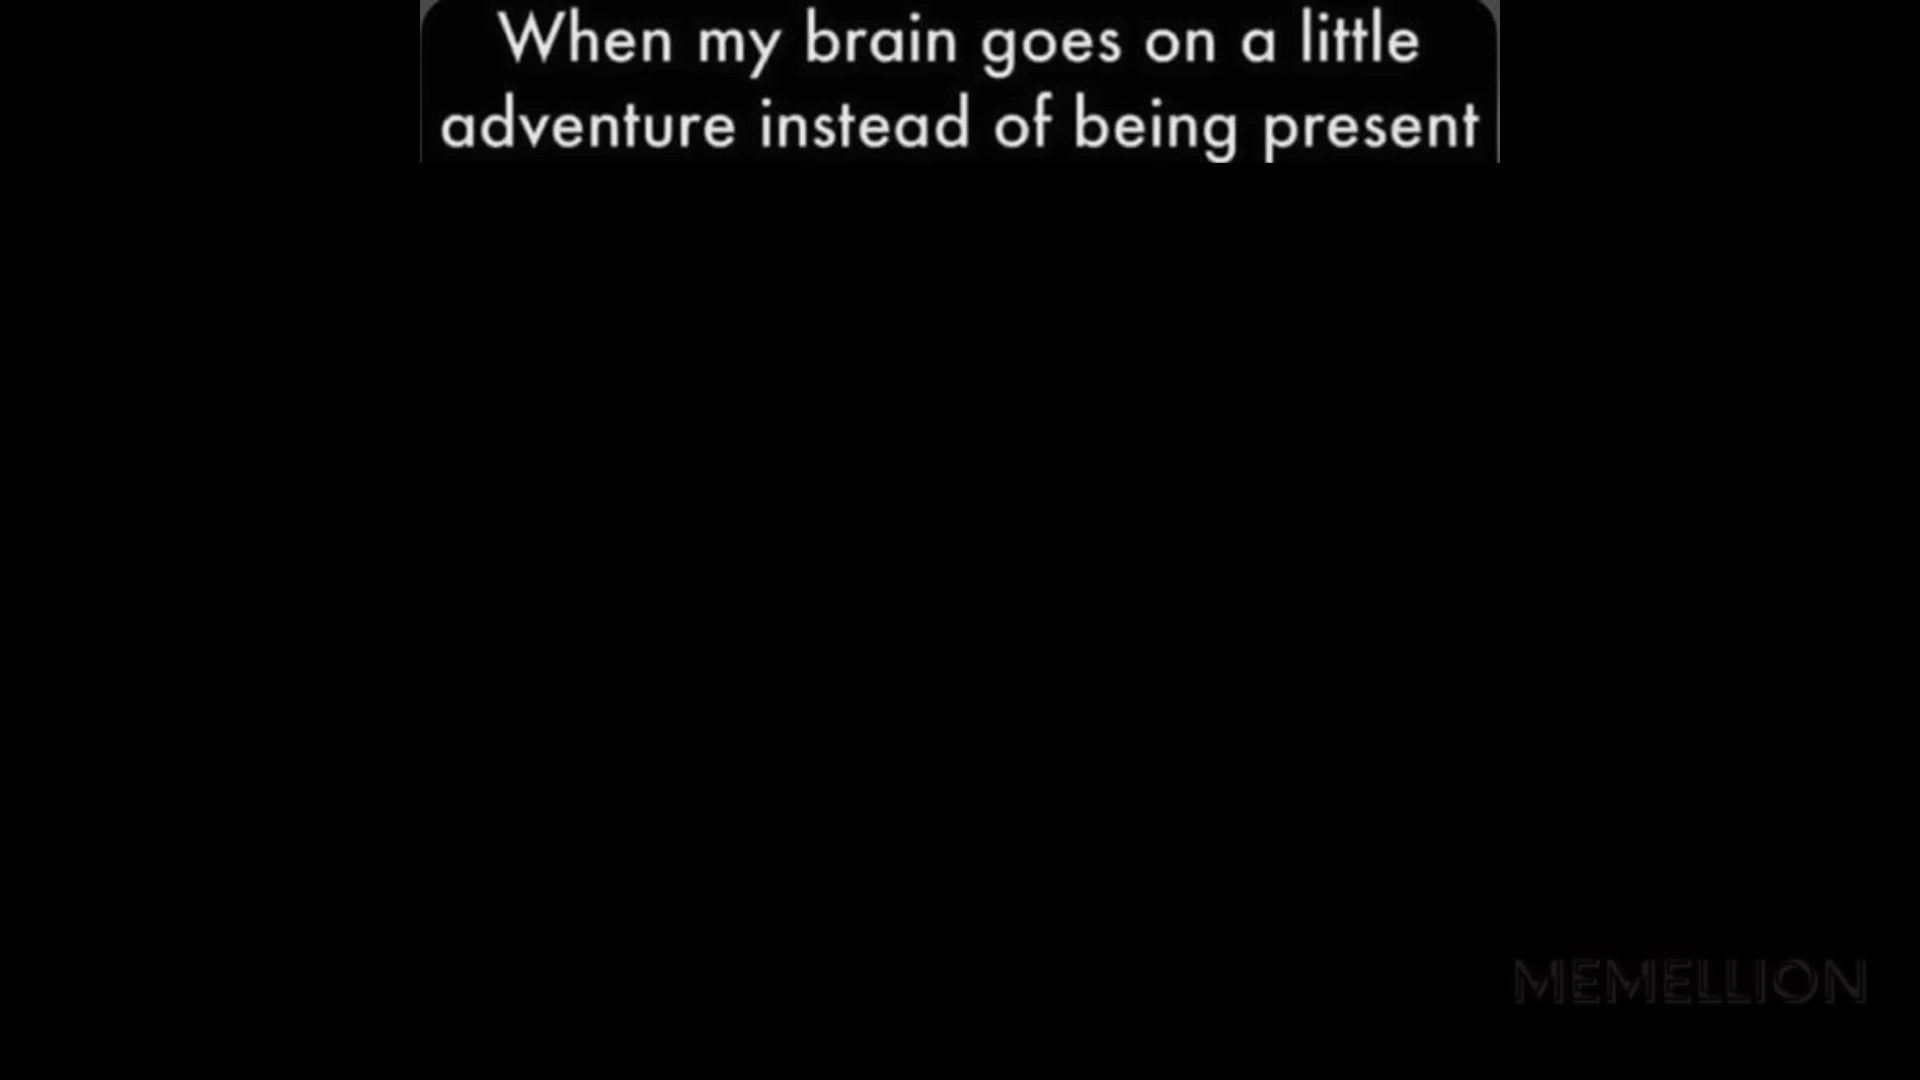 When my brain goes on a little
adventure instead of being present
MEMELLION